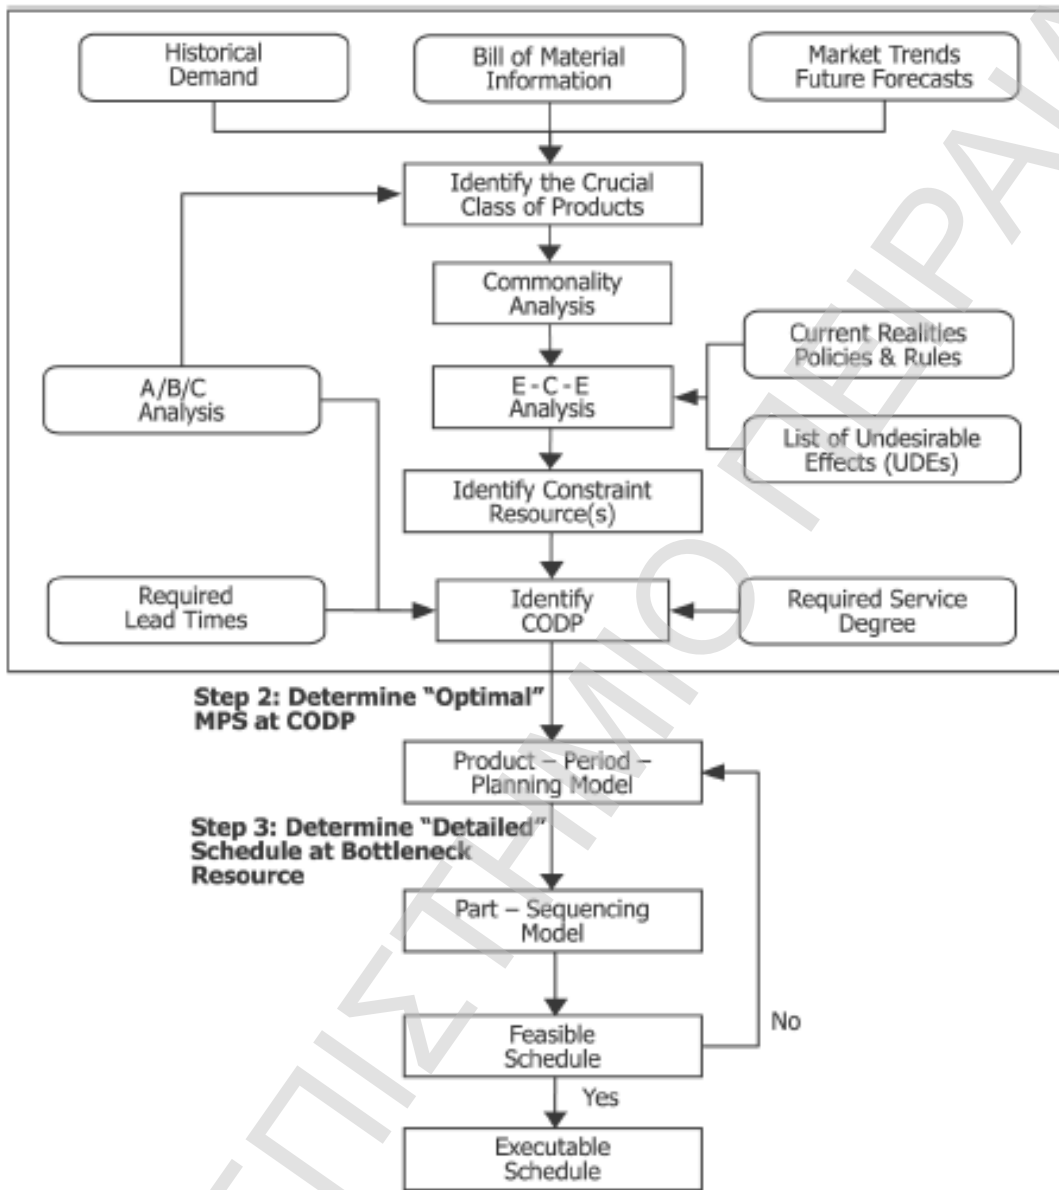 Historical
Demand
Bill of Material
Information
Market Trends
Future Forecasts
Identify the Crucial
Class of Products
Commonality
Analysis
Current Realities
Policies & Rules
A/B/C
Analysis
E - C - E
Analysis
List of Undesirable
Effects (UDEs)
Identify Constraint
Resource(s)
Required
Lead Times
Identify
CODP
Required Service
Degree
Step 2: Determine “Optimal”
MPS at CODP
Product – Period –
Planning Model
Step 3: Determine “Detailed”
Schedule at Bottleneck
Resource
Part – Sequencing
Model
Feasible
Schedule
No
Yes
Executable
Schedule